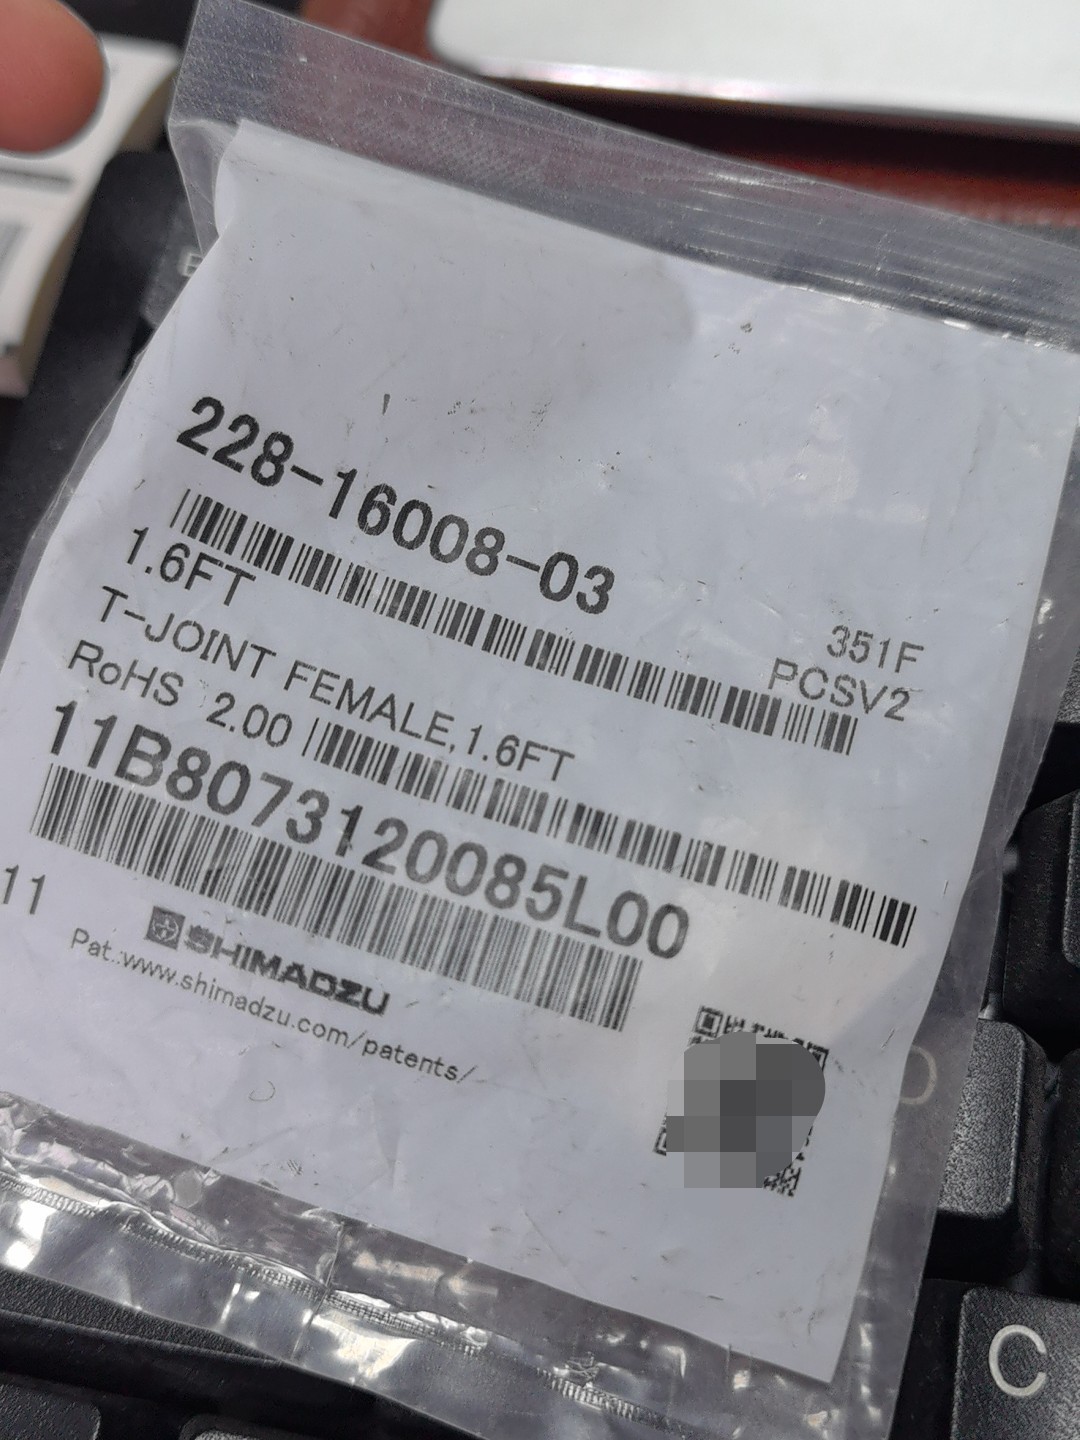 228-16008-03
1.6FT
351F
T-JOINT FEMALE,1.6FT
PCSV2
RoHS 2.00
11B8073120085L00
11
SHIMADZU
Pat.:www.shimadzu.com/patents/
C